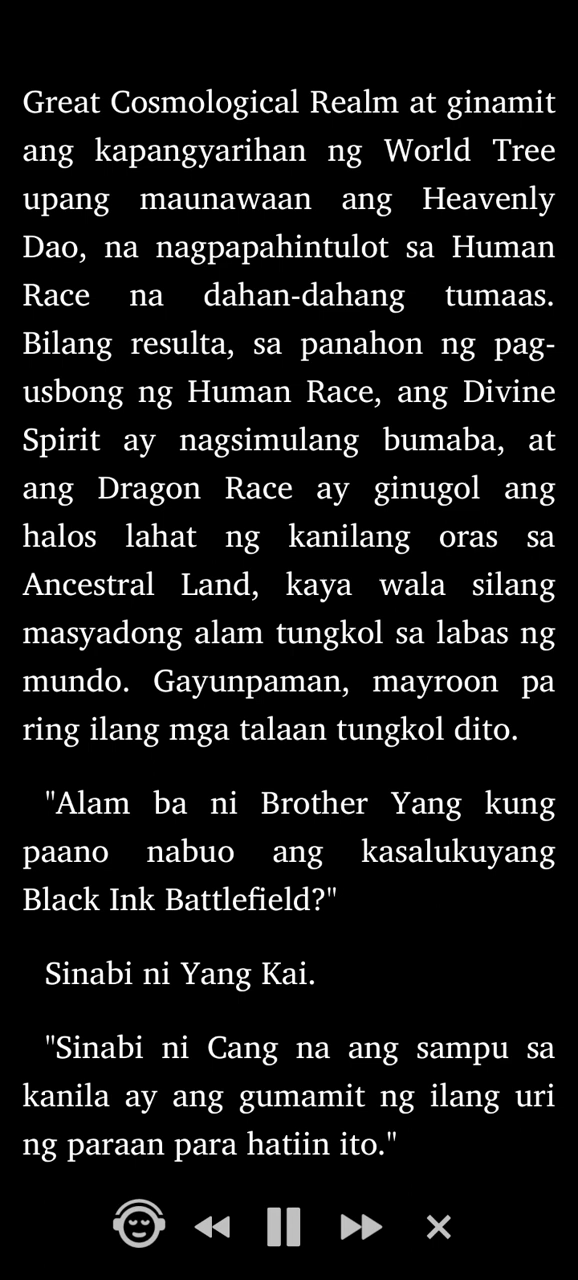 Great Cosmological Realm at ginamit
ang kapangyarihan ng World Tree
upang maunawaan ang Heavenly
Dao, na nagpapahintulot sa Human
Race na dahan-dahang tumaas.
Bilang resulta, sa panahon ng pag-
usbong ng Human Race, ang Divine
Spirit ay nagsimulang bumaba, at
ang Dragon Race ay ginugol ang
halos lahat ng kanilang oras sa
Ancestral Land, kaya wala silang
masyadong alam tungkol sa labas ng
mundo. Gayunpaman, mayroon pa
ring ilang mga talaan tungkol dito.
"Alam ba ni Brother Yang kung
paano nabuo ang kasalukuyang
Black Ink Battlefield?"
Sinabi ni Yang Kai.
"Sinabi ni Cang na ang sampu sa
kanila ay ang gumamit ng ilang uri
ng paraan para hatiin ito."